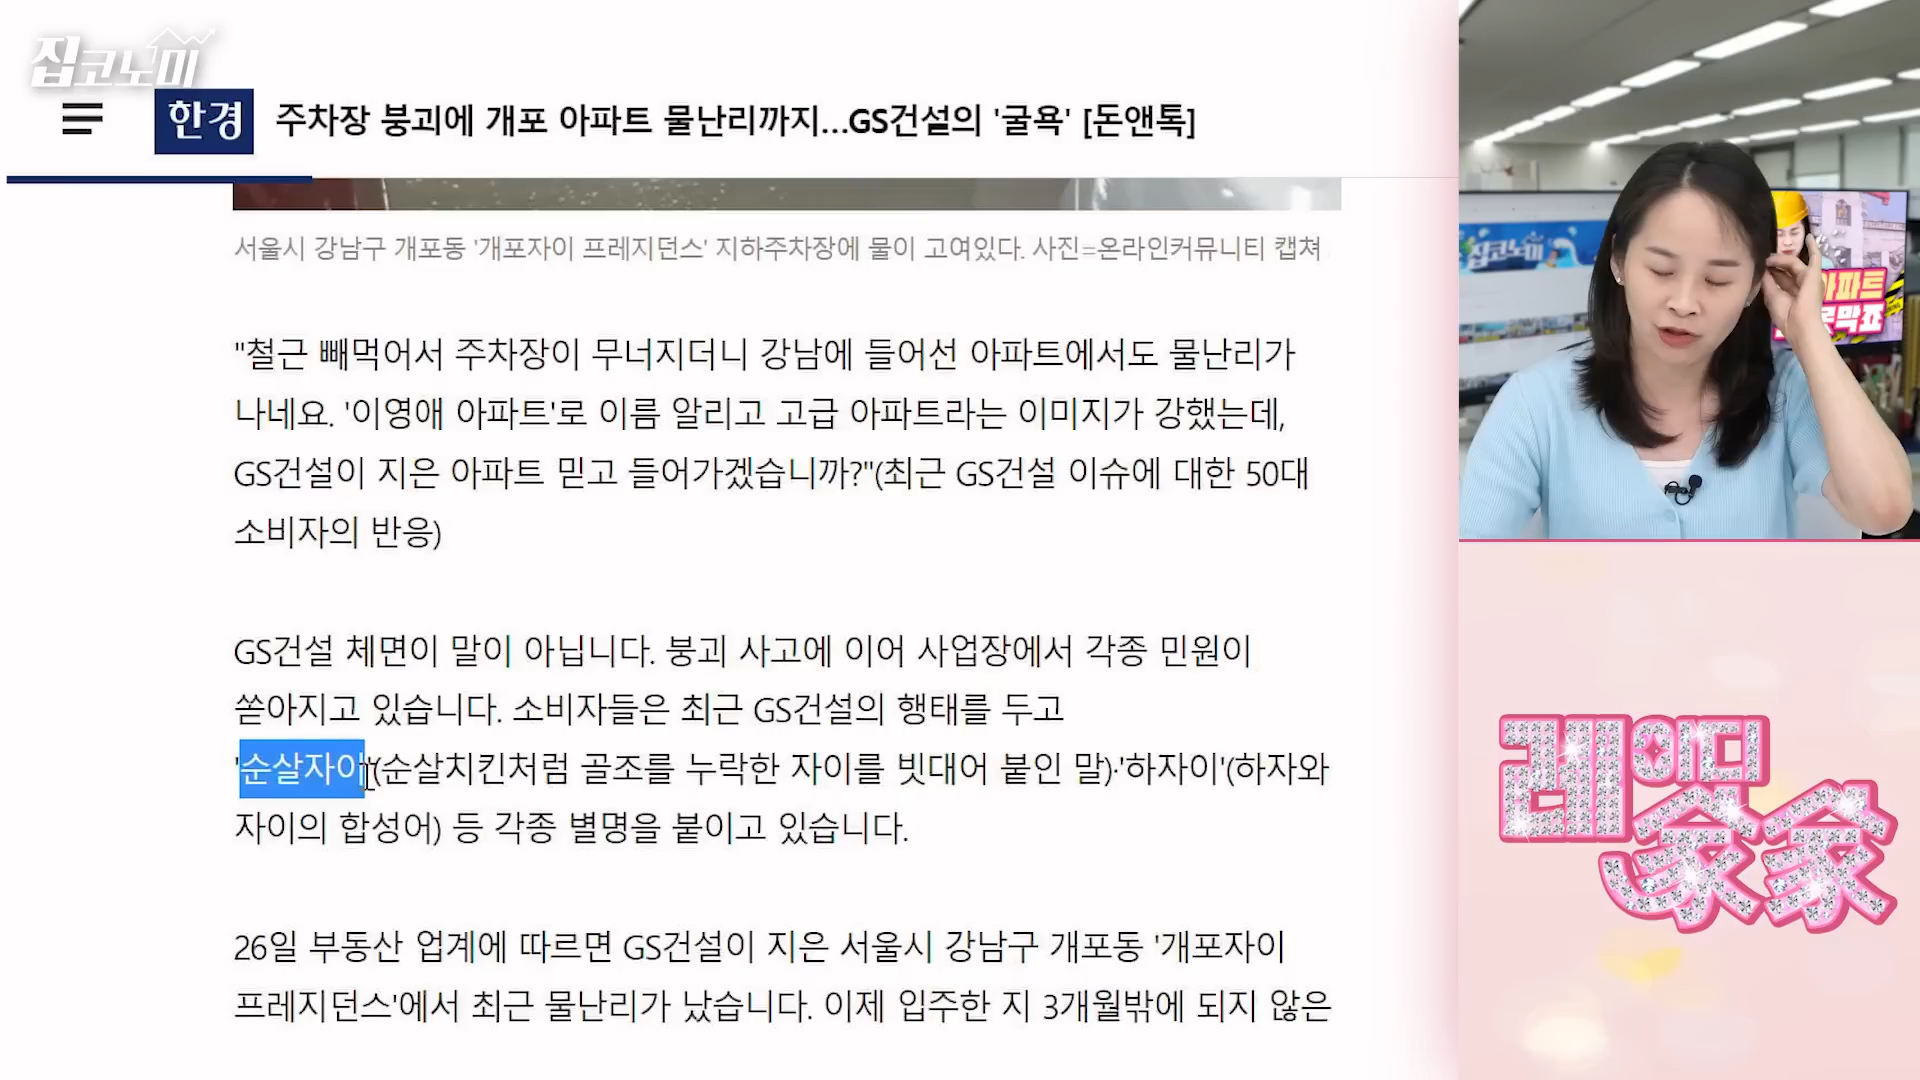 집코노미
한경 주차장 붕괴에 개포 아파트 물난리까지...GS건설의 '굴욕' [돈앤톡]
서울시 강남구 개포동 '개포자이 프레지던스' 지하주차장에 물이 고여있다. 사진=온라인커뮤니티 캡쳐
"철근 빼먹어서 주차장이 무너지더니 강남에 들어선 아파트에서도 물난리가
나네요. '이영애 아파트'로 이름 알리고 고급 아파트라는 이미지가 강했는데,
GS건설이 지은 아파트 믿고 들어가겠습니까?"(최근 GS건설 이슈에 대한 50대
소비자의 반응)
GS건설 체면이 말이 아닙니다. 붕괴 사고에 이어 사업장에서 각종 민원이
쏟아지고 있습니다. 소비자들은 최근 GS건설의 행태를 두고
'순살자이'(순살치킨처럼 골조를 누락한 자이를 빗대어 붙인 말)·'하자이'(하자와
자이의 합성어) 등 각종 별명을 붙이고 있습니다.
26일 부동산 업계에 따르면 GS건설이 지은 서울시 강남구 개포동 '개포자이
프레지던스'에서 최근 물난리가 났습니다. 이제 입주한 지 3개월밖에 되지 않은
집코노미
아파트
막죠
레이디
家家